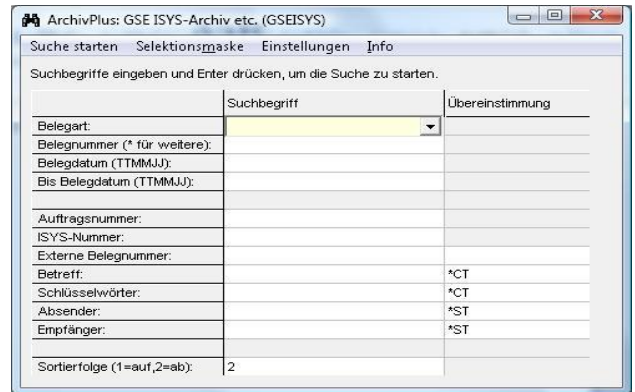 ArchivPlus: GSE ISYS-Archiv etc. (GSEISYS)
Suche starten Selektionsmaske Einstellungen Info
Suchbegriffe eingeben und Enter drücken, um die Suche zu starten.
Suchbegriff Übereinstimmung
Belegart:
Belegnummer (* für weitere):
Belegdatum (TTMMJJ):
Bis Belegdatum (TTMMJJ):
Auftragsnummer:
ISYS-Nummer:
Externe Belegnummer:
Betreff: *CT
Schlüsselwörter: *CT
Absender: *ST
Empfänger: *ST
Sortierfolge (1=auf,2=ab): 2